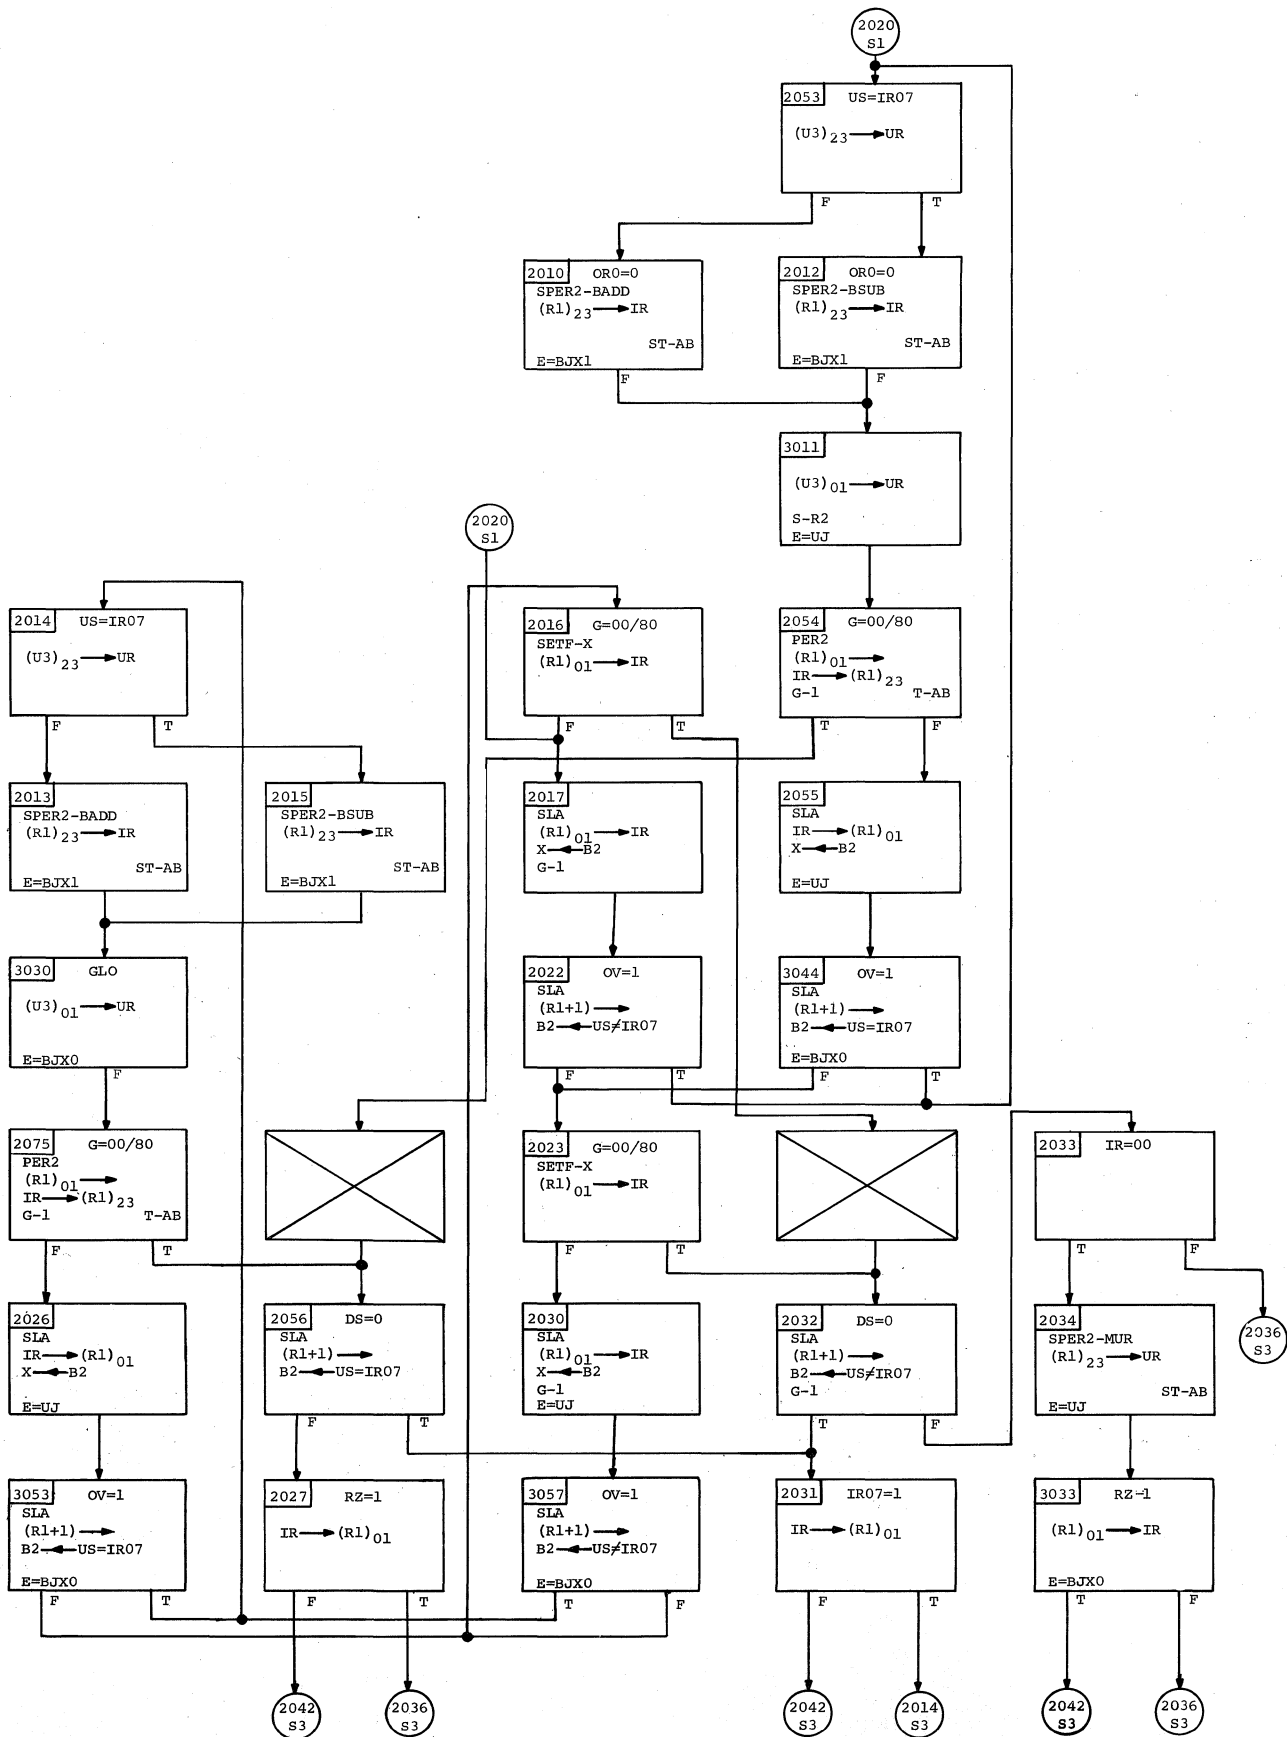 2020
S1
2053 US=IR07
(U3)23 UR
F T
2010 OR0=0
SPER2-BADD
(R1)23 IR
ST-AB
E=BJX1
F
2012 OR0=0
SPER2-BSUB
(R1)23 IR
ST-AB
E=BJX1
F
3011
(U3)01 UR
S-R2
E=UJ
2020
S1
2014 US=IR07
(U3)23 UR
F T
2016 G=00/80
SETF-X
(R1)01 IR
F T
2054 G=00/80
PER2
(R1)01
IR (R1)23
G-1 T-AB
T F
2013
SPER2-BADD
(R1)23 IR
ST-AB
E=BJX1
2015
SPER2-BSUB
(R1)23 IR
ST-AB
E=BJX1
2017
SLA
(R1)01 IR
X B2
G-1
2055
SLA
IR (R1)01
X B2
E=UJ
3030 GLO
(U3)01 UR
E=BJX0
F
2022 OV=1
SLA
(R1+1)
B2 US≠IR07
F T
3044 OV=1
SLA
(R1+1)
B2 US=IR07
E=BJX0
F T
2075 G=00/80
PER2
(R1)01
IR (R1)23
G-1 T-AB
F T
2023 G=00/80
SETF-X
(R1)01 IR
F T
2033 IR=00
T F
2026
SLA
IR (R1)01
X B2
E=UJ
2056 DS=0
SLA
(R1+1)
B2 US=IR07
F T
2030
SLA
(R1)01 IR
X B2
G-1
E=UJ
2032 DS=0
SLA
(R1+1)
B2 US≠IR07
G-1
T F
2034
SPER2-MUR
(R1)23 UR
ST-AB
E=UJ
2036
S3
3053 OV=1
SLA
(R1+1)
B2 US=IR07
E=BJX0
F T
2027 RZ=1
IR (R1)01
F T
3057 OV=1
SLA
(R1+1)
B2 US≠IR07
E=BJX0
T F
2031 IR07=1
IR (R1)01
F T
3033 RZ-1
(R1)01 IR
E=BJX0
T F
2042
S3
2036
S3
2042
S3
2014
S3
2042
S3
2036
S3